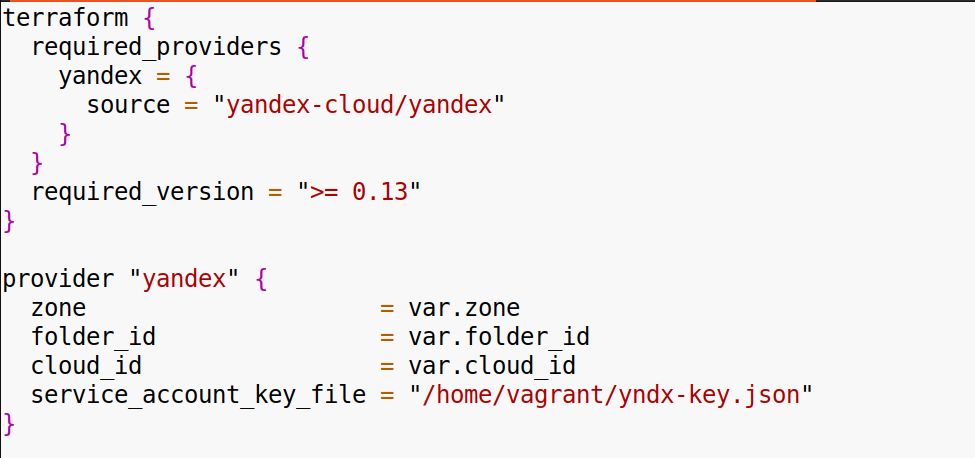 terraform {
  required_providers {
    yandex = {
      source = "yandex-cloud/yandex"
    }
  }
  required_version = ">= 0.13"
}

provider "yandex" {
  zone                     = var.zone
  folder_id                = var.folder_id
  cloud_id                 = var.cloud_id
  service_account_key_file = "/home/vagrant/yndx-key.json"
}